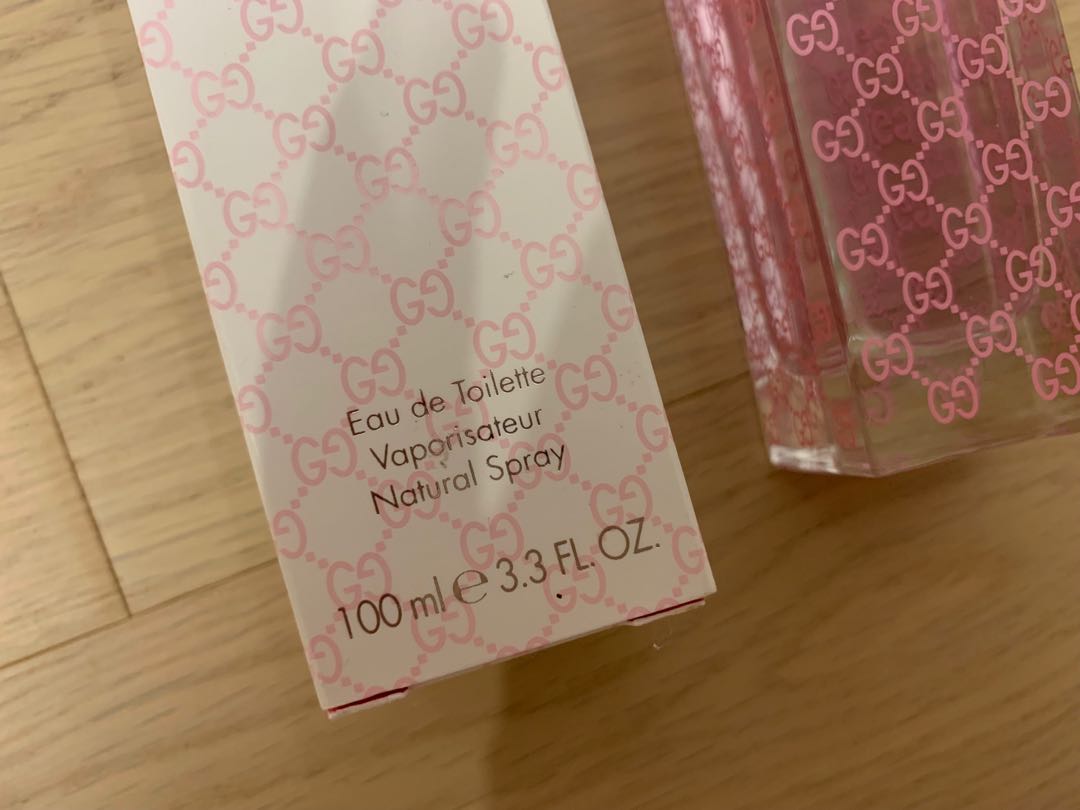 Eau de Toilette
Vaporisateur
Natural Spray
100 ml e 3.3 FL. OZ.